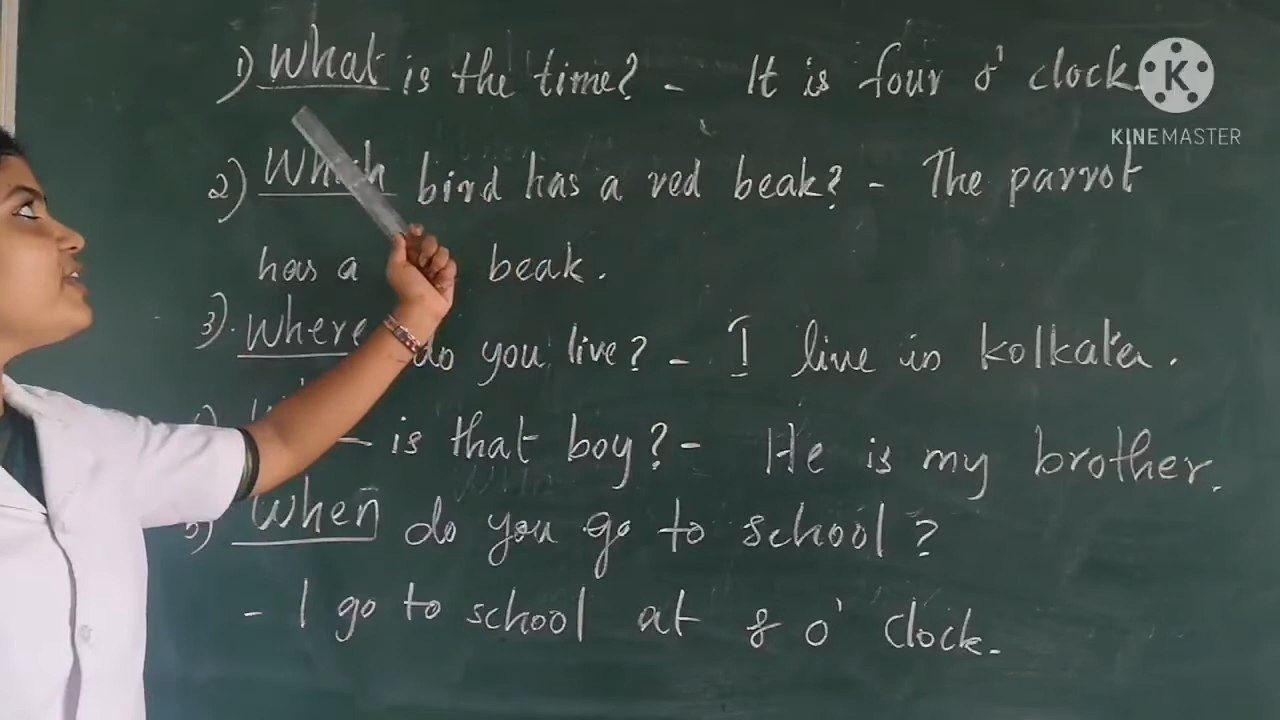 1) What is the time? - It is four o' clock.
2) Which bird has a red beak? - The parrot
has a beak.
3). Where do you live? - I live in Kolkata.
is that boy? - He is my brother.
5) When do you go to school?
- I go to school at 8 o' clock.
KINEMASTER